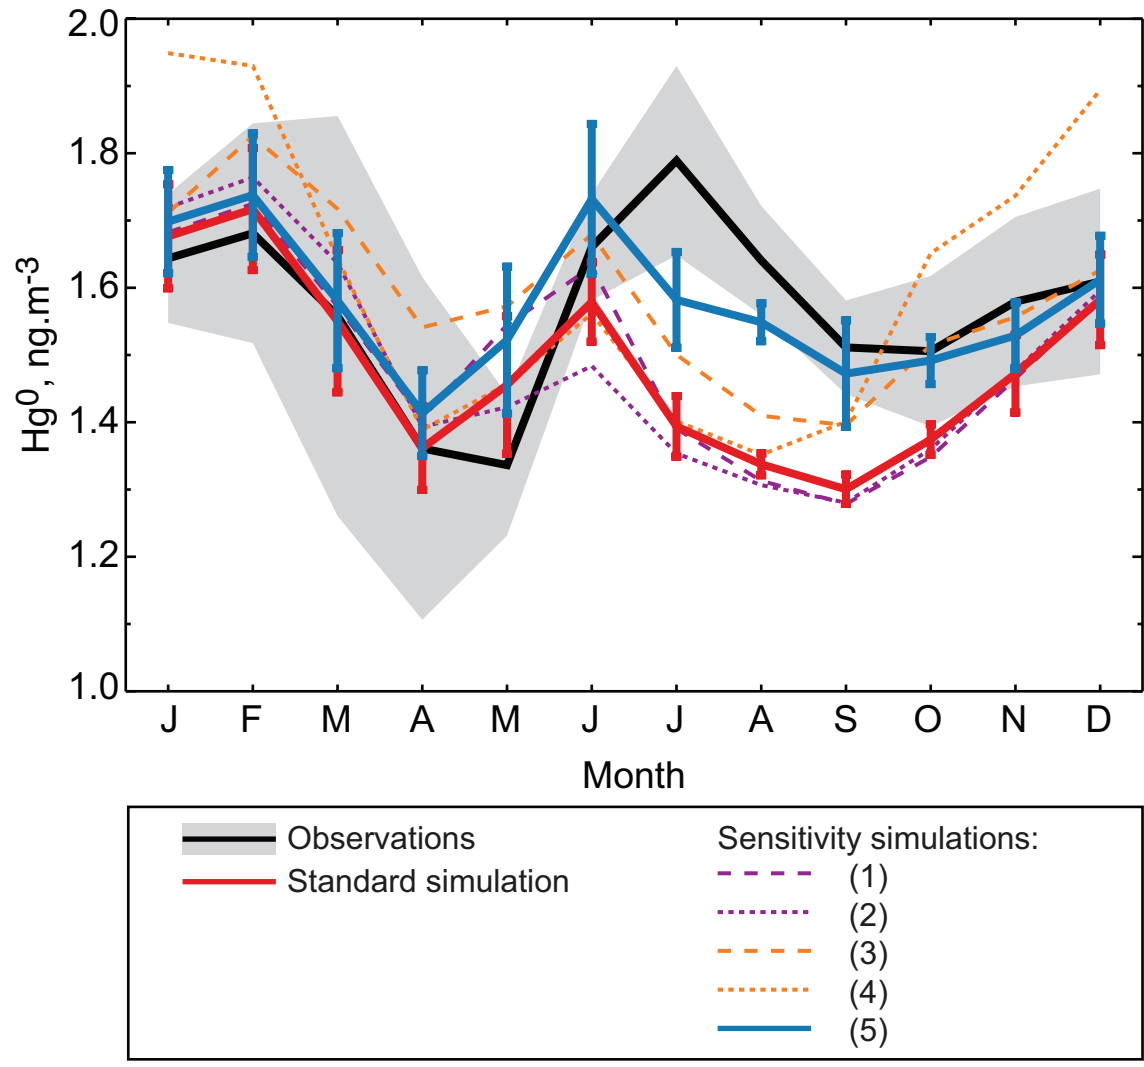 2.0
1.8
1.6
1.4
1.2
1.0
Hg0, ng.m-3
J F M A M J J A S O N D
Month
Observations
Standard simulation
Sensitivity simulations:
(1)
(2)
(3)
(4)
(5)